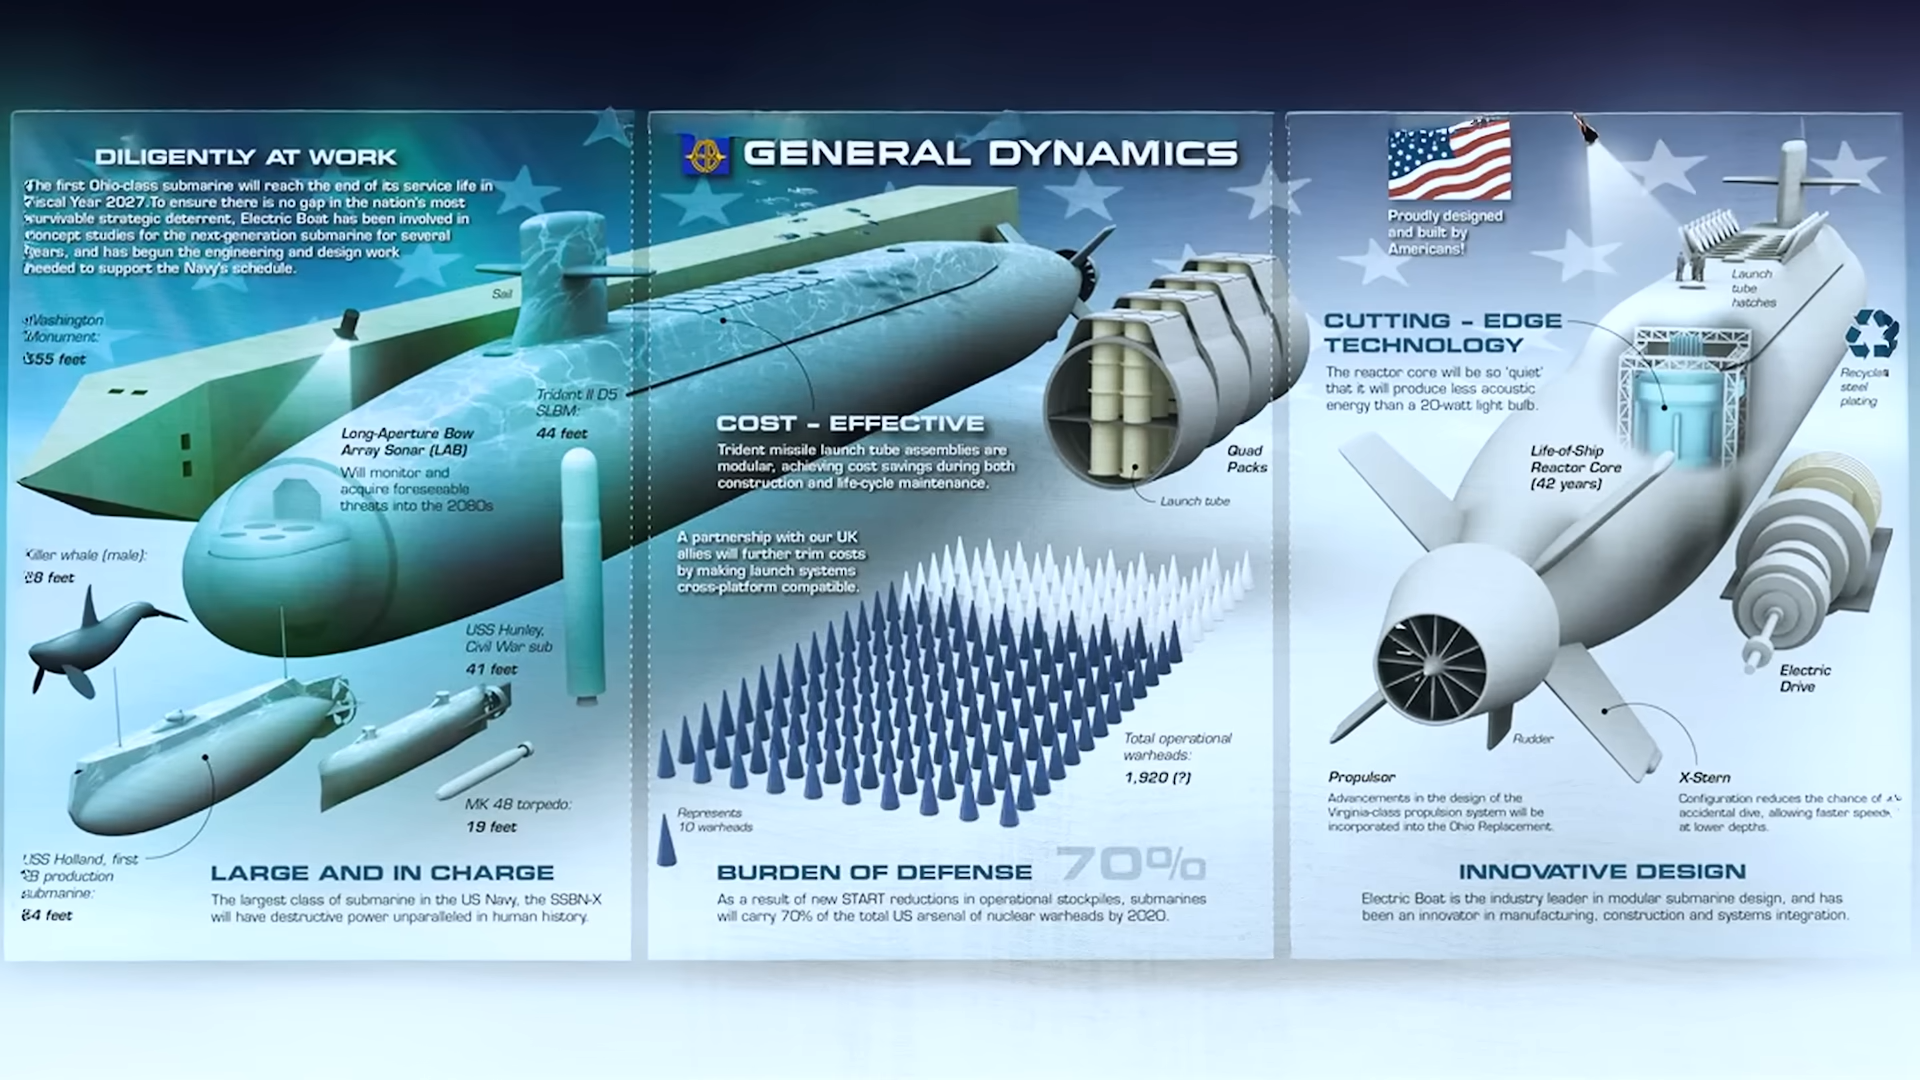 DILIGENTLY AT WORK
The first Ohio-class submarine will reach the end of its service life in
Fiscal Year 2027. To ensure there is no gap in the nation's most
survivable strategic deterrent, Electric Boat has been involved in
concept studies for the next-generation submarine for several
years, and has begun the engineering and design work
needed to support the Navy's schedule.
Sail
Washington
Monument:
555 feet
Trident II D5
SLBM:
44 feet
Long-Aperture Bow
Array Sonar (LAB)
Will monitor and
acquire foreseeable
threats into the 2080s
Killer whale (male):
28 feet
USS Hunley,
Civil War sub
41 feet
MK 48 torpedo:
19 feet
USS Holland, first
EB production
submarine:
feet
LARGE AND IN CHARGE
The largest class of submarine in the US Navy, the SSBN-X
will have destructive power unparalleled in human history.
GENERAL DYNAMICS
COST - EFFECTIVE
Trident missile launch tube assemblies are
modular, achieving cost savings during both
construction and life-cycle maintenance.
Quad
Packs
Launch tube
A partnership with our UK
allies will further trim costs
by making launch systems
cross-platform compatible.
Total operational
warheads:
1,920 (?)
Represents
10 warheads
BURDEN OF DEFENSE 70%
As a result of new START reductions in operational stockpiles, submarines
will carry 70% of the total US arsenal of nuclear warheads by 2020.
Proudly designed
and built by
Americans!
Launch
tube
hatches
CUTTING - EDGE
TECHNOLOGY
The reactor core will be so 'quiet'
that it will produce less acoustic
energy than a 20-watt light bulb.
Recycled
steel
plating
Life-of-Ship
Reactor Core
(42 years)
Electric
Drive
Rudder
Propulsor
Advancements in the design of the
Virginia-class propulsion system will be
incorporated into the Ohio Replacement.
X-Stern
Configuration reduces the chance of
accidental dive, allowing faster speeds
at lower depths.
INNOVATIVE DESIGN
Electric Boat is the industry leader in modular submarine design, and has
been an innovator in manufacturing, construction and systems integration.